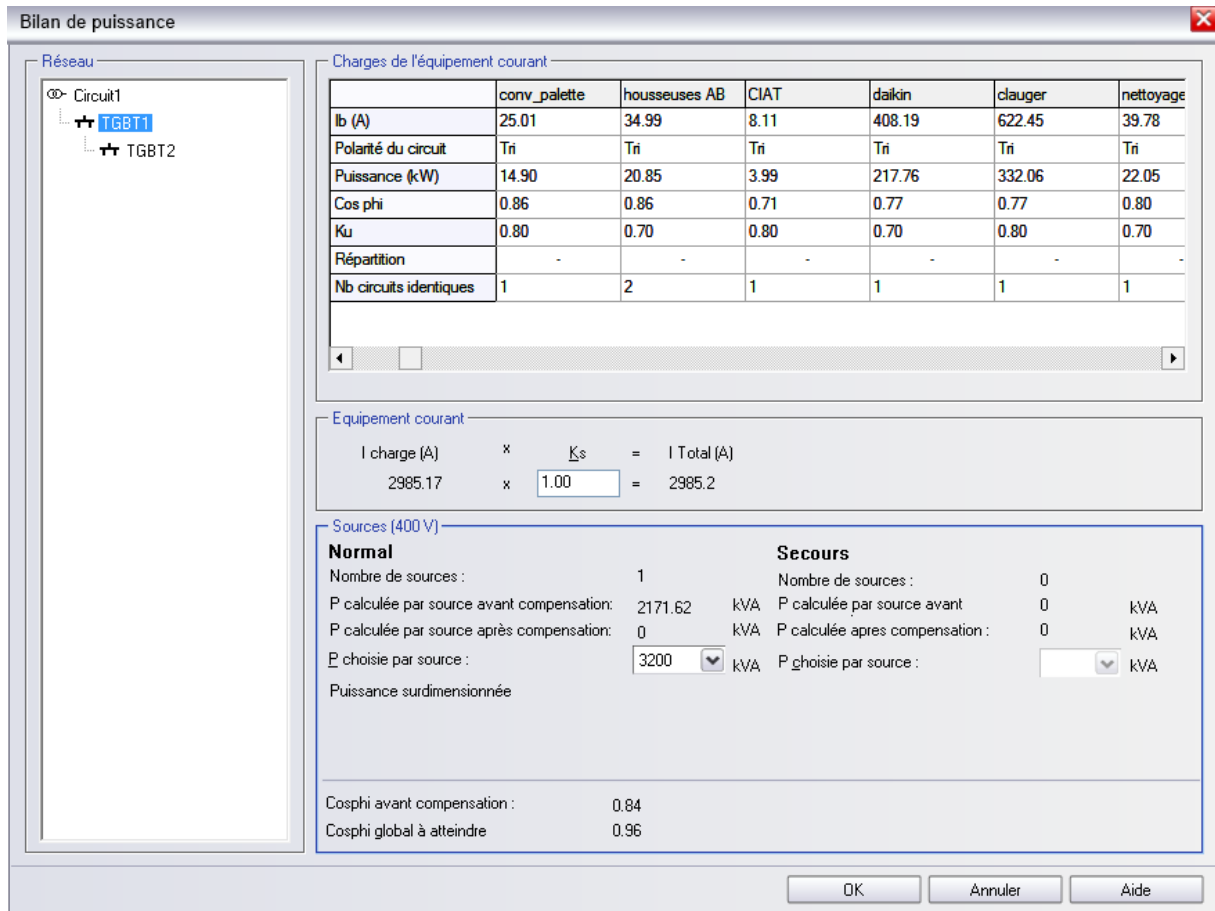 Bilan de puissance
Réseau
Circuit1
TGBT1
TGBT2
Charges de l'équipement courant
conv_palette housseuses AB CIAT daikin clauger nettoyage
Ib (A) 25.01 34.99 8.11 408.19 622.45 39.78
Polarité du circuit Tri Tri Tri Tri Tri Tri
Puissance (kW) 14.90 20.85 3.99 217.76 332.06 22.05
Cos phi 0.86 0.86 0.71 0.77 0.77 0.80
Ku 0.80 0.70 0.80 0.70 0.80 0.70
Répartition - - - - - -
Nb circuits identiques 1 2 1 1 1 1
Equipement courant
I charge (A) x Ks = I Total (A)
2985.17 x 1.00 = 2985.2
Sources (400 V)
Normal
Nombre de sources : 1
P calculée par source avant compensation: 2171.62 kVA
P calculée par source après compensation: 0 kVA
P choisie par source : 3200 kVA
Puissance surdimensionnée
Secours
Nombre de sources : 0
P calculée par source avant 0 kVA
P calculée apres compensation : 0 kVA
P choisie par source : kVA
Cosphi avant compensation : 0.84
Cosphi global à atteindre 0.96
OK Annuler Aide